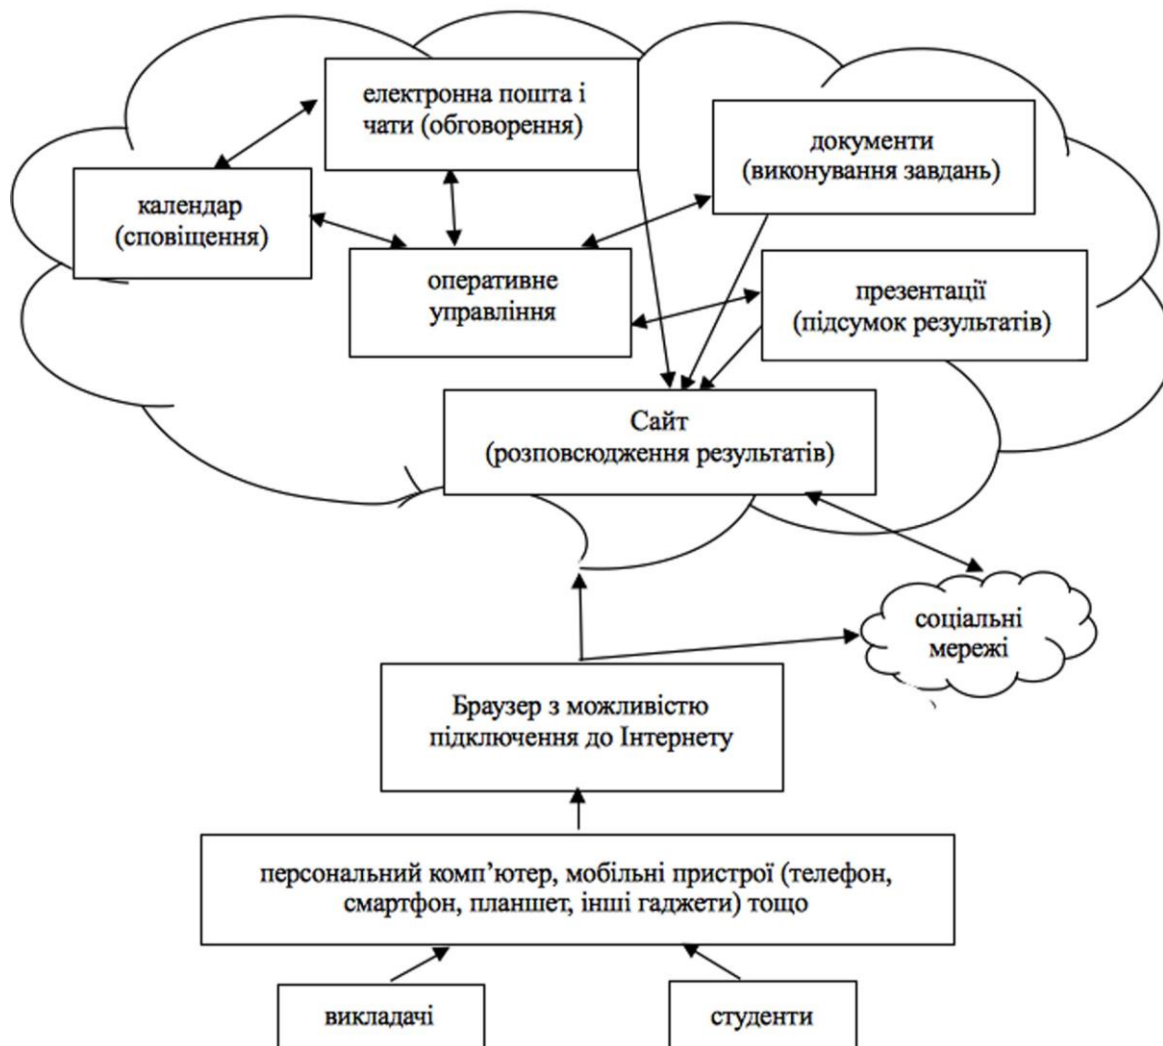 електронна пошта і
чати (обговорення)
документи
(виконування завдань)
календар
(сповіщення)
оперативне
управління
презентації
(підсумок результатів)
Сайт
(розповсюдження результатів)
соціальні
мережі
Браузер з можливістю
підключення до Інтернету
персональний комп’ютер, мобільні пристрої (телефон,
смартфон, планшет, інші гаджети) тощо
викладачі
студенти